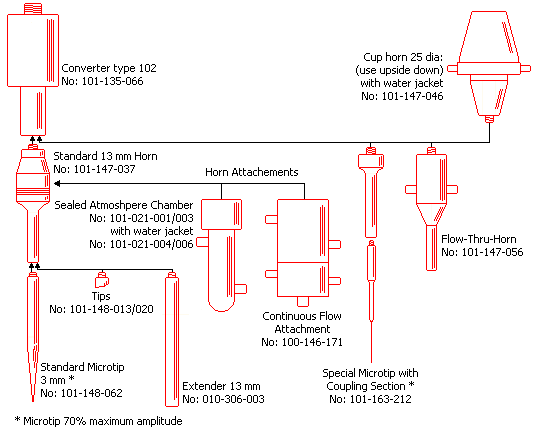 Converter type 102
No: 101-135-066
Cup horn 25 dia:
(use upside down)
with water jacket
No: 101-147-046
Standard 13 mm Horn
No: 101-147-037
Horn Attachements
Sealed Atmoshpere Chamber
No: 101-021-001/003
with water jacket
No: 101-021-004/006
Flow-Thru-Horn
No: 101-147-056
Tips
No: 101-148-013/020
Continuous Flow
Attachment
No: 100-146-171
Standard Microtip
3 mm *
No: 101-148-062
Extender 13 mm
No: 010-306-003
Special Microtip with
Coupling Section *
No: 101-163-212
* Microtip 70% maximum amplitude